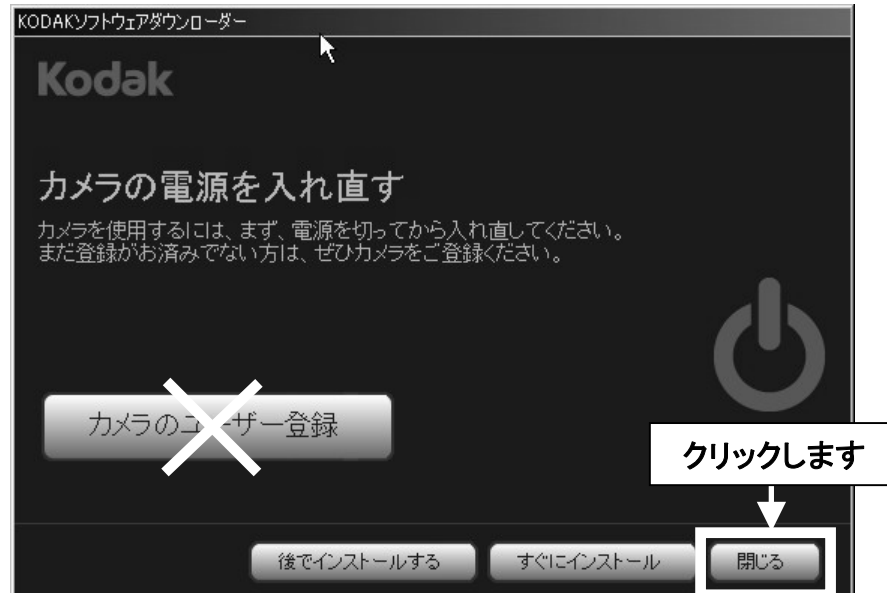 KODAKソフトウェアダウンローダー
Kodak
カメラの電源を入れ直す
カメラを使用するには、まず、電源を切ってから入れ直してください。
まだ登録がお済みでない方は、ぜひカメラをご登録ください。
カメラのユーザー登録
クリックします
後でインストールする
すぐにインストール
閉じる